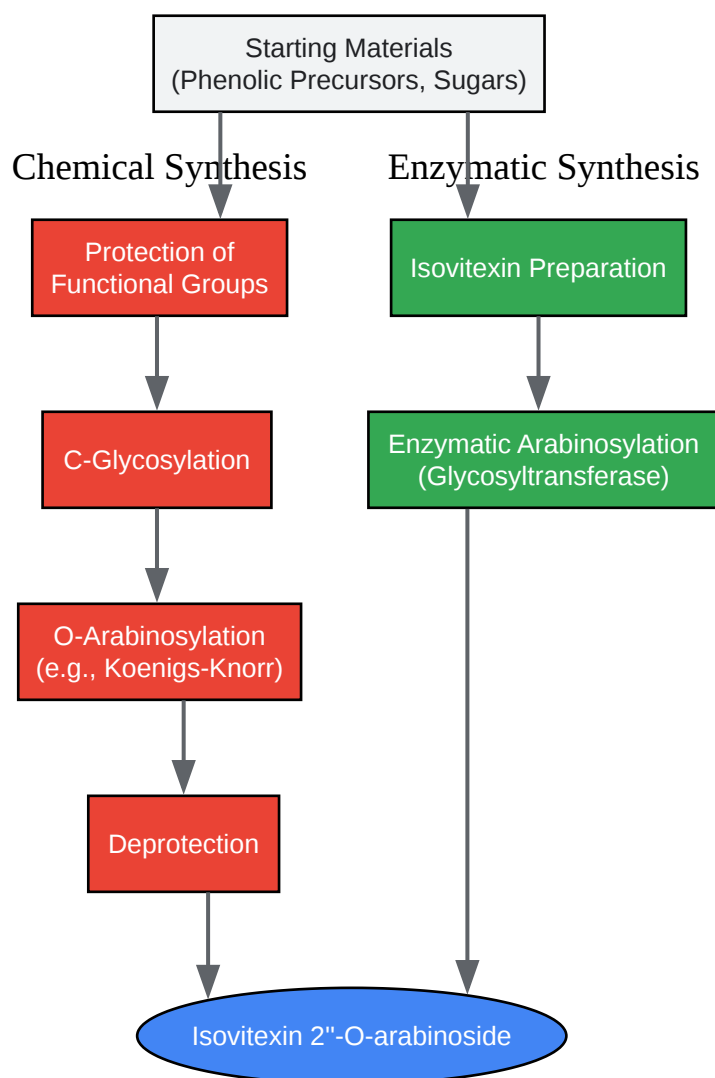 Starting Materials
(Phenolic Precursors, Sugars)
Chemical Synthesis
Enzymatic Synthesis
Protection of
Functional Groups
Isovitexin Preparation
C-Glycosylation
Enzymatic Arabinosylation
(Glycosyltransferase)
O-Arabinosylation
(e.g., Koenigs-Knorr)
Deprotection
Isovitexin 2"-O-arabinoside